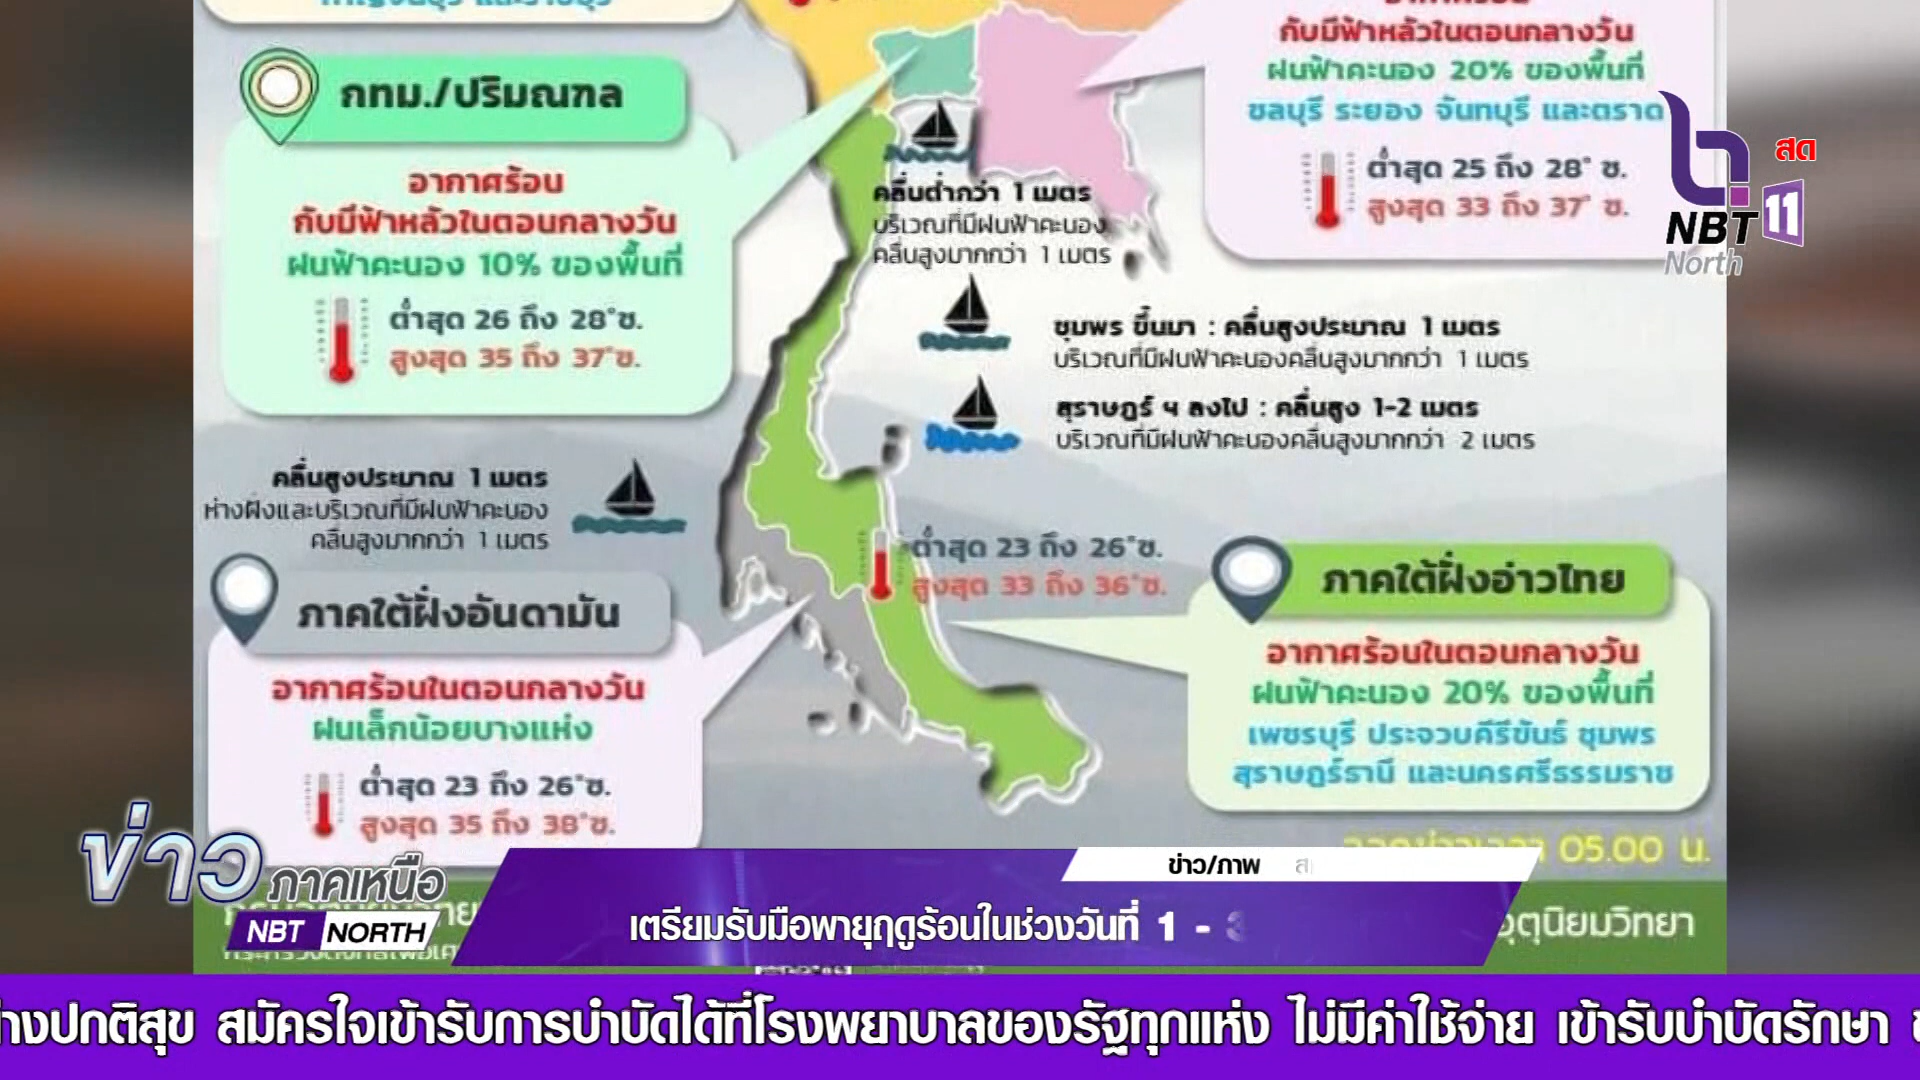 กาญจนบุรี และราชบุรี
กทม./ปริมณฑล
อากาศร้อน
กับมีฟ้าหลัวในตอนกลางวัน
ฝนฟ้าคะนอง 10% ของพื้นที่
ต่ำสุด 26 ถึง 28°ซ.
สูงสุด 35 ถึง 37°ซ.
กับมีฟ้าหลัวในตอนกลางวัน
ฝนฟ้าคะนอง 20% ของพื้นที่
ชลบุรี ระยอง จันทบุรี และตราด
ต่ำสุด 25 ถึง 28° ซ.
สูงสุด 33 ถึง 37° ซ.
สด
NBT 11
North
คลื่นต่ำกว่า 1 เมตร
บริเวณที่มีฝนฟ้าคะนอง
คลื่นสูงมากกว่า 1 เมตร
ชุมพร ขึ้นมา : คลื่นสูงประมาณ 1 เมตร
บริเวณที่มีฝนฟ้าคะนองคลื่นสูงมากกว่า 1 เมตร
สุราษฎร์ ฯ ลงไป : คลื่นสูง 1-2 เมตร
บริเวณที่มีฝนฟ้าคะนองคลื่นสูงมากกว่า 2 เมตร
คลื่นสูงประมาณ 1 เมตร
ห่างฝั่งและบริเวณที่มีฝนฟ้าคะนอง
คลื่นสูงมากกว่า 1 เมตร
ภาคใต้ฝั่งอันดามัน
อากาศร้อนในตอนกลางวัน
ฝนเล็กน้อยบางแห่ง
ต่ำสุด 23 ถึง 26°ซ.
สูงสุด 35 ถึง 38°ซ.
ต่ำสุด 23 ถึง 26°ซ.
สูงสุด 33 ถึง 36°ซ.
ภาคใต้ฝั่งอ่าวไทย
อากาศร้อนในตอนกลางวัน
ฝนฟ้าคะนอง 20% ของพื้นที่
เพชรบุรี ประจวบคีรีขันธ์ ชุมพร
สุราษฎร์ธานี และนครศรีธรรมราช
05.00 น.
อุตุนิยมวิทยา
ข่าว
ภาคเหนือ
NBT NORTH
ข่าว/ภาพ
เตรียมรับมือพายุฤดูร้อนในช่วงวันที่ 1 - 3
่างปกติสุข สมัครใจเข้ารับการบำบัดได้ที่โรงพยาบาลของรัฐทุกแห่ง ไม่มีค่าใช้จ่าย เข้ารับบำบัดรักษา